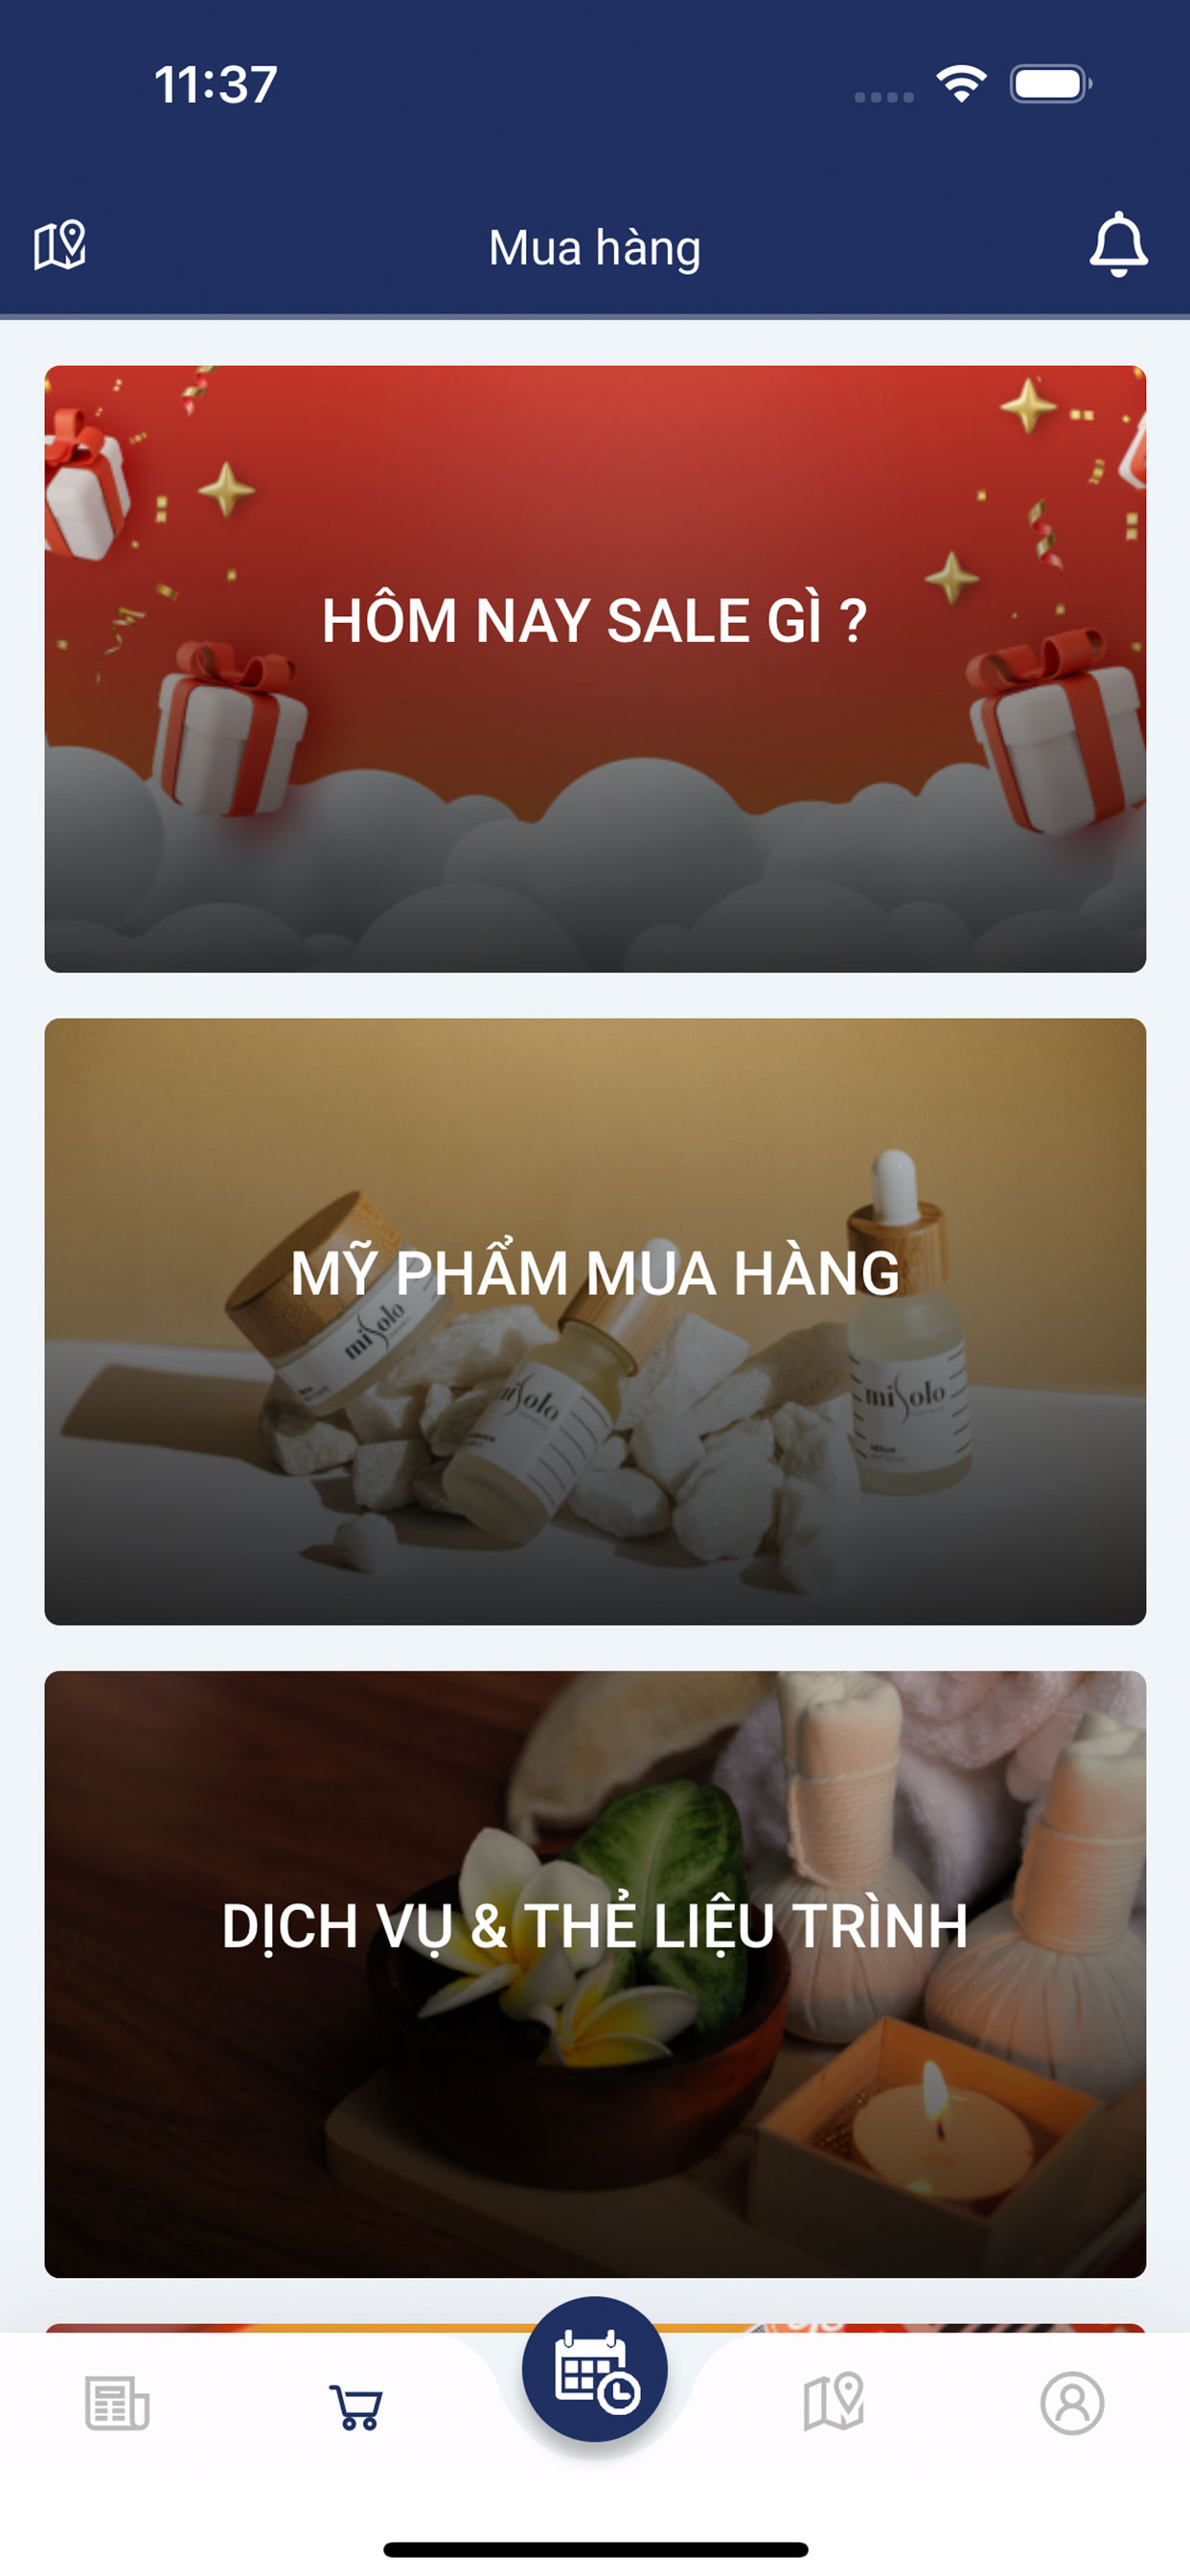 11:37
Mua hàng
HÔM NAY SALE GÌ ?
MỸ PHẨM MUA HÀNG
miSolo
miSolo
miSolo
DỊCH VỤ & THẺ LIỆU TRÌNH